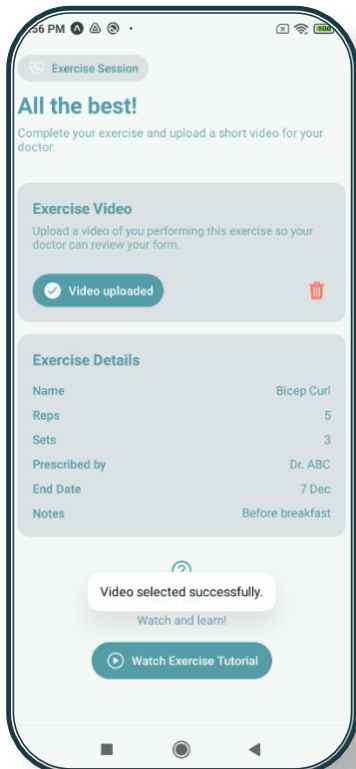 :56 PM
100
Exercise Session
All the best!
Complete your exercise and upload a short video for your
doctor.
Exercise Video
Upload a video of you performing this exercise so your
doctor can review your form.
Video uploaded
Exercise Details
Name Bicep Curl
Reps 5
Sets 3
Prescribed by Dr. ABC
End Date 7 Dec
Notes Before breakfast
Video selected successfully.
Watch and learn!
Watch Exercise Tutorial